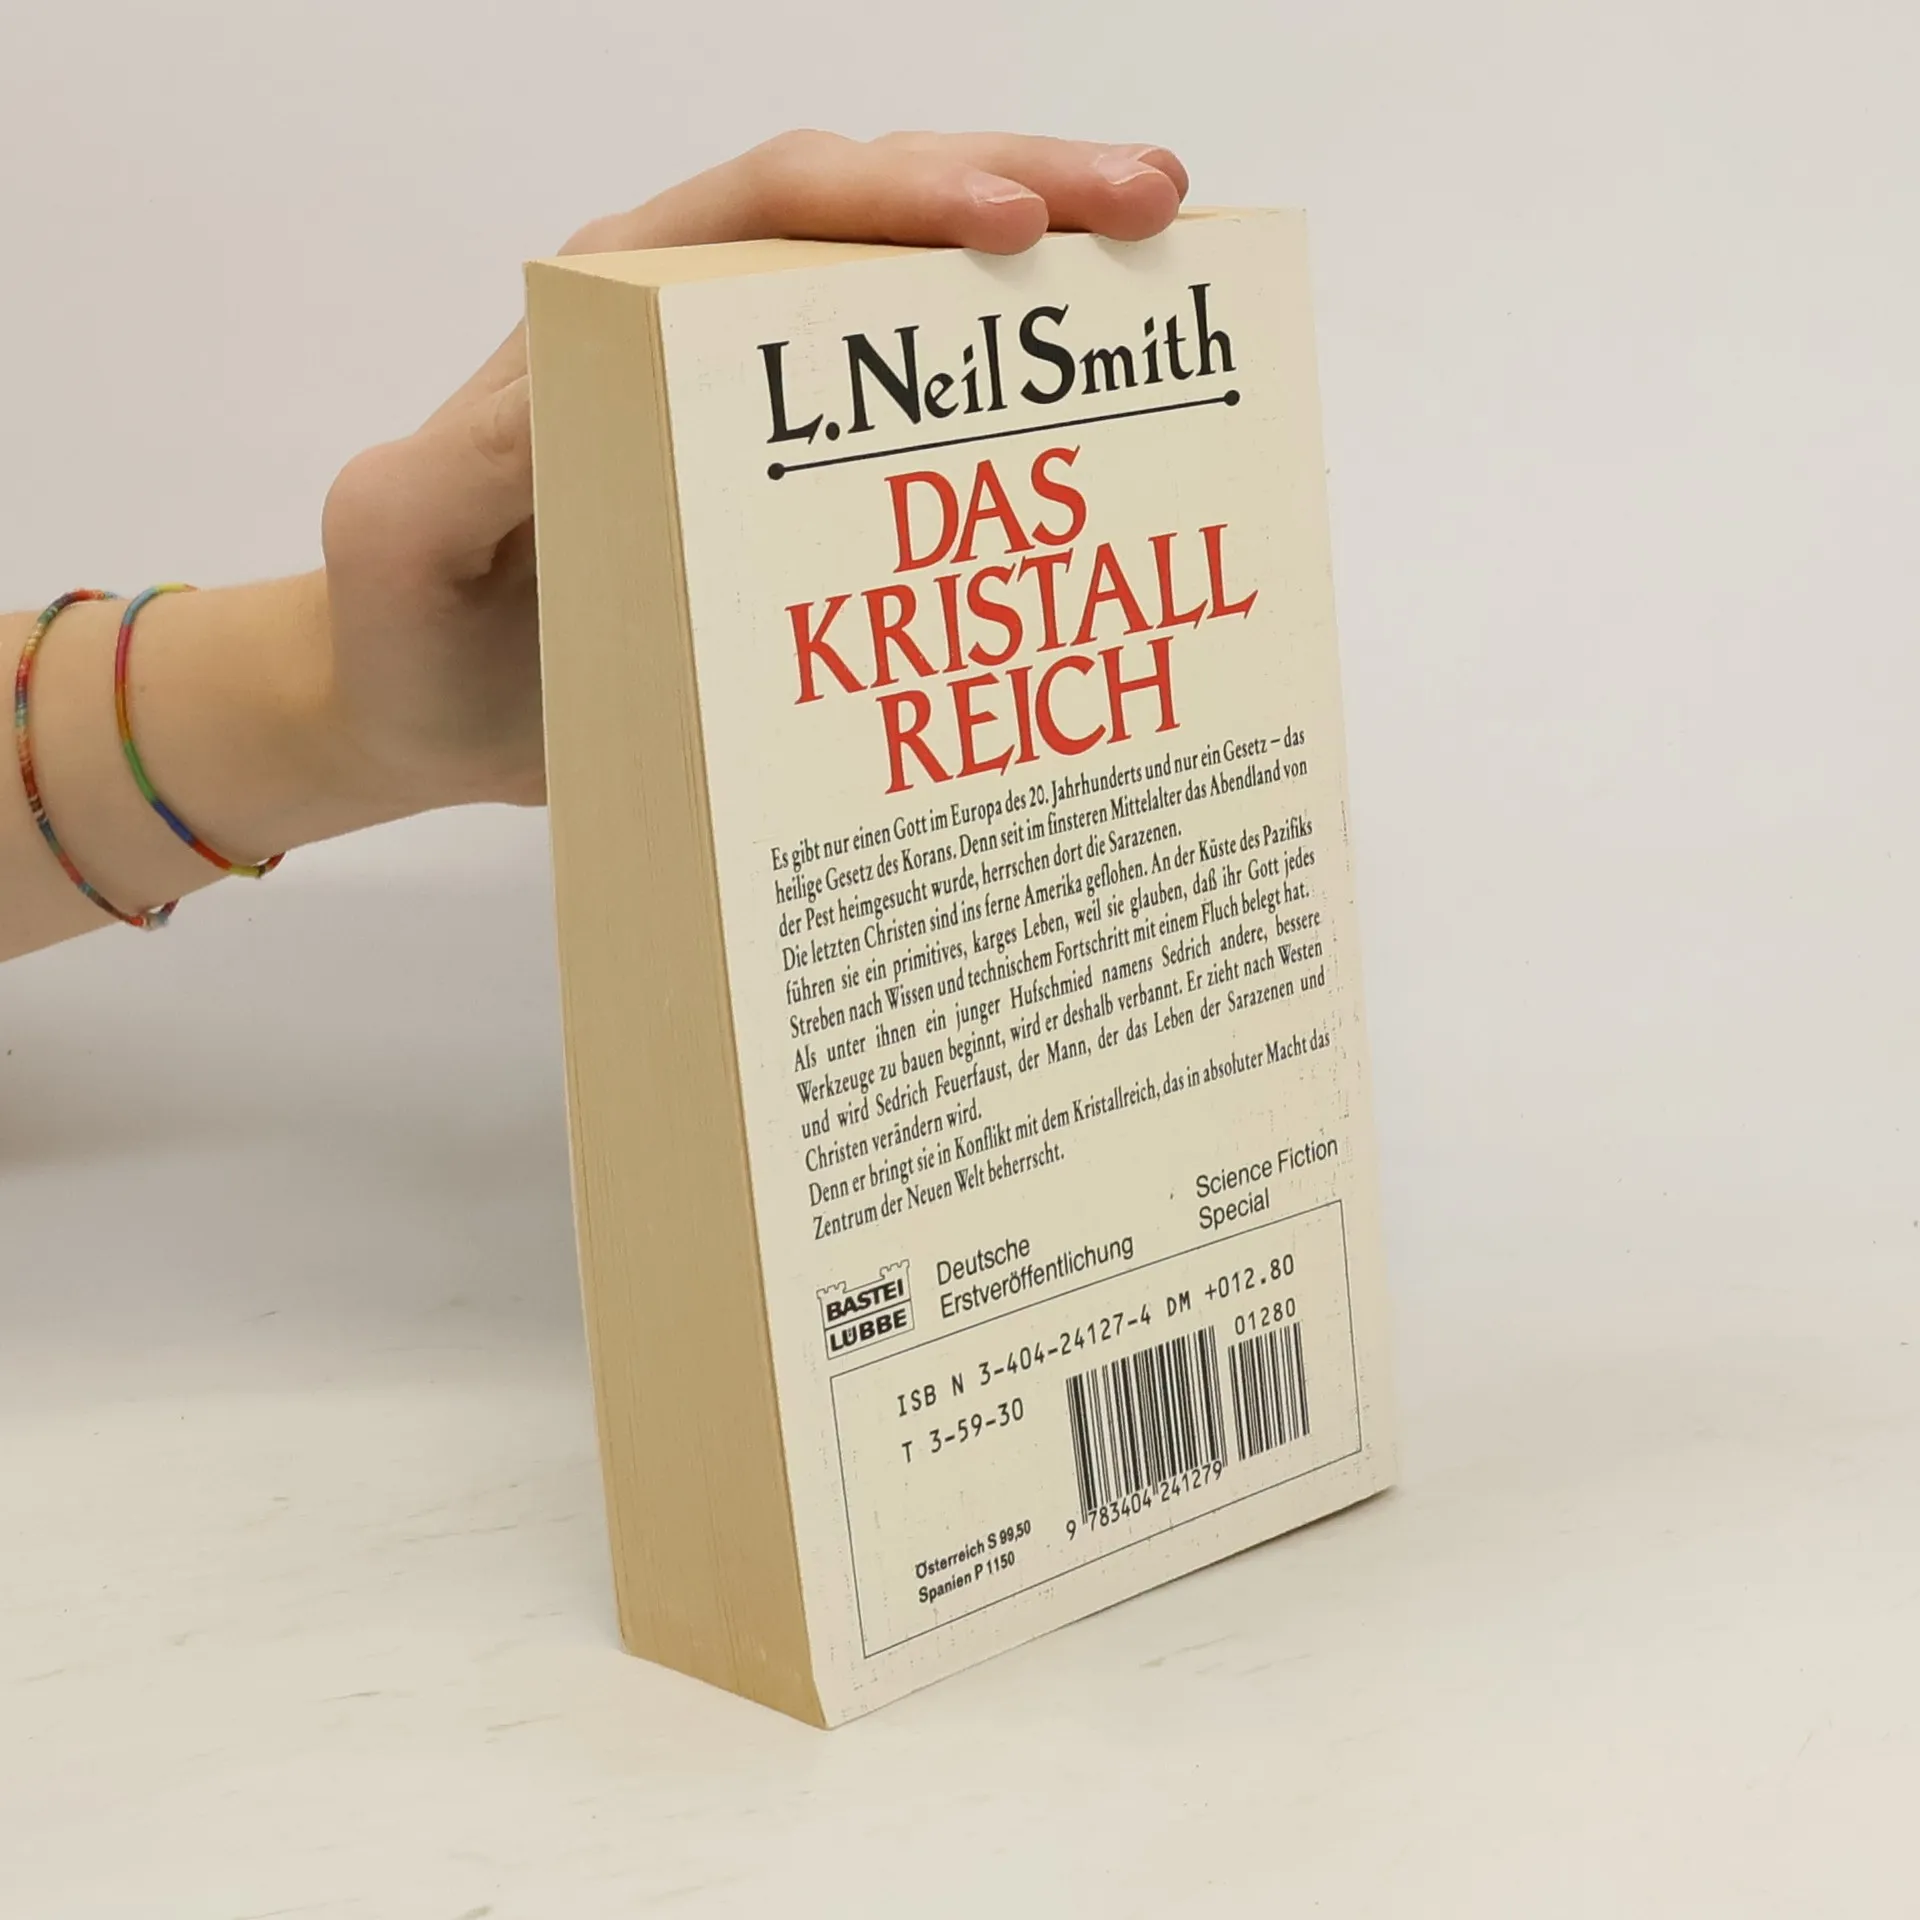 L. Neil Smith
DAS
KRISTALL
REICH
Es gibt nur einen Gott im Europa des 20. Jahrhunderts und nur ein Gesetz – das
heilige Gesetz des Korans. Denn seit im finsteren Mittelalter das Abendland von
der Pest heimgesucht wurde, herrschen dort die Sarazenen.
Die letzten Christen sind ins ferne Amerika geflohen. An der Küste des Pazifiks
führen sie ein primitives, karges Leben, weil sie glauben, daß ihr Gott jedes
Streben nach Wissen und technischem Fortschritt mit einem Fluch belegt hat.
Als unter ihnen ein junger Hufschmied namens Sedrich andere, bessere
Werkzeuge zu bauen beginnt, wird er deshalb verbannt. Er zieht nach Westen
und wird Sedrich Feuerfaust, der Mann, der das Leben der Sarazenen und
Christen verändern wird.
Denn er bringt sie in Konflikt mit dem Kristallreich, das in absoluter Macht das
Zentrum der Neuen Welt beherrscht.
BASTEI
LÜBBE
Deutsche
Erstveröffentlichung
Science Fiction
Special
ISB N 3-404-24127-4 DM +012.80
T 3-59-30
01280
9 783404 241279
Österreich S 99,50
Spanien P 1150